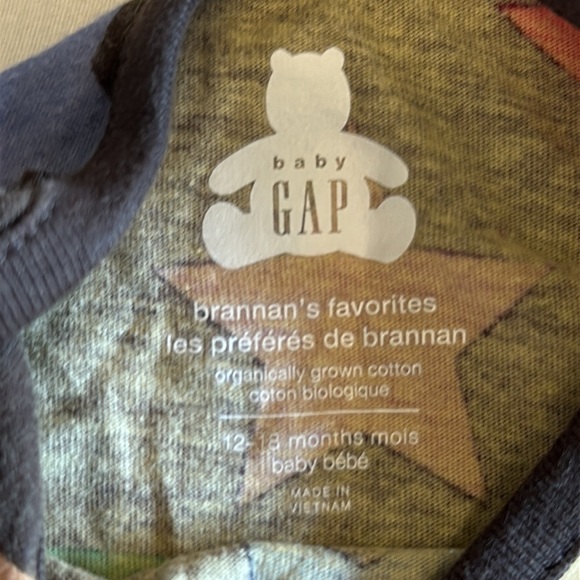 baby
GAP
brannan's favorites
les préférés de brannan
organically grown cotton
coton biologique
12-18 months mois
baby bébé
MADE IN
VIETNAM